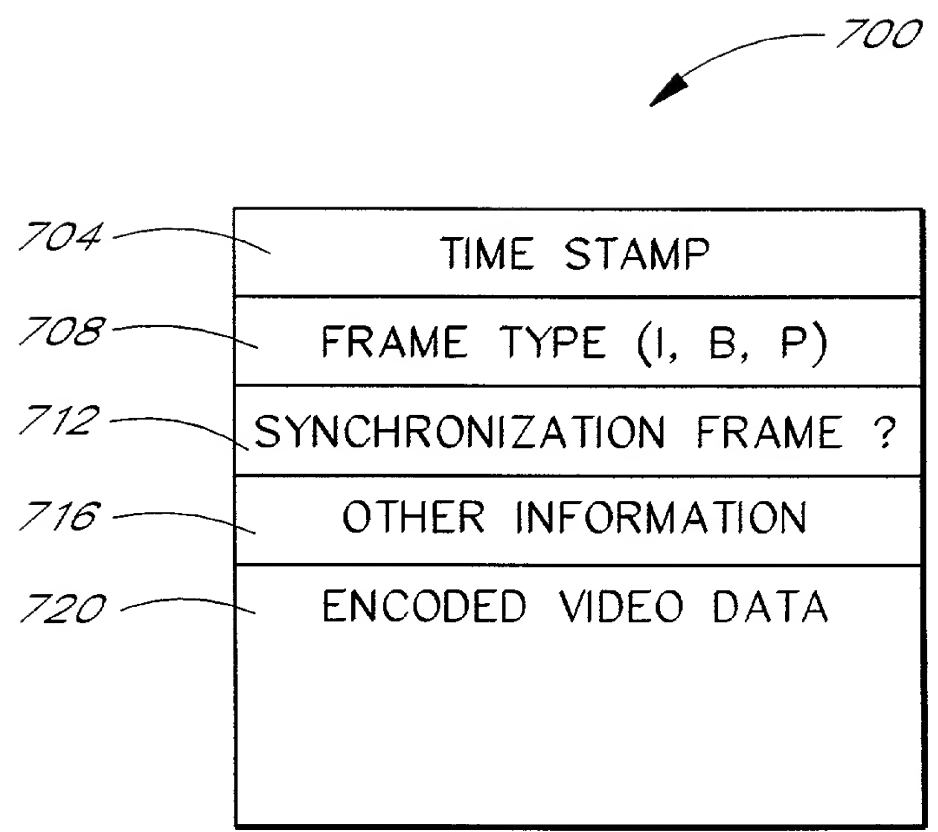 700
704 TIME STAMP
708 FRAME TYPE (I, B, P)
712 SYNCHRONIZATION FRAME ?
716 OTHER INFORMATION
720 ENCODED VIDEO DATA